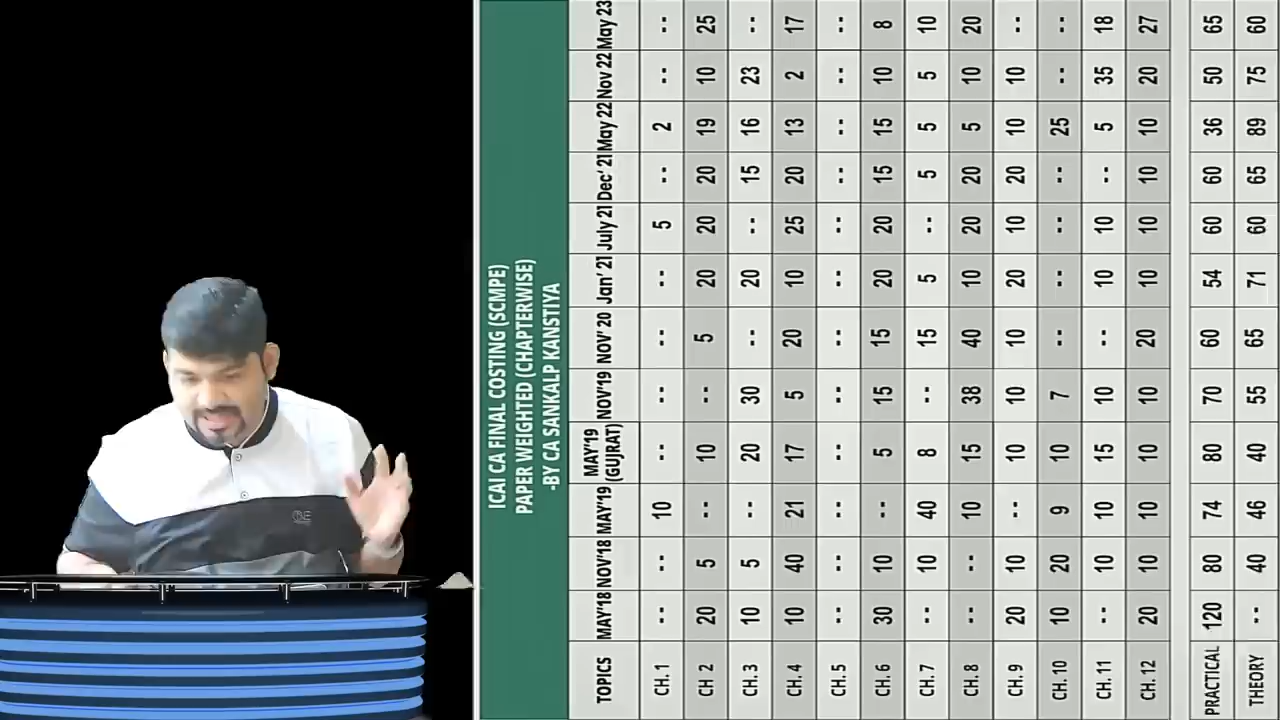 ICAI CA FINAL COSTING (SCMPE)
PAPER WEIGHTED (CHAPTERWISE)
-BY CA SANKALP KANSTIYA
TOPICS MAY'18 NOV'18 MAY'19 MAY'19 (GUJRAT) NOV'19 NOV' 20 Jan' 21 July 21 Dec' 21 May 22 Nov 22 May 23
CH. 1 -- -- 10 -- -- -- -- 5 -- 2 -- --
CH 2 20 5 -- 10 -- 5 20 20 20 19 10 25
CH. 3 10 5 -- 20 30 -- 20 -- 15 16 23 --
CH. 4 10 40 21 17 5 20 10 25 20 13 2 17
CH. 5 -- -- -- -- -- -- -- -- -- -- -- --
CH. 6 30 10 -- 5 15 15 20 20 15 15 10 8
CH. 7 -- 10 40 8 -- 15 5 -- 5 5 5 10
CH. 8 -- -- 10 15 38 40 10 20 20 5 10 20
CH. 9 20 10 -- 10 10 10 20 10 20 10 10 --
CH. 10 10 20 9 10 7 -- -- -- -- 25 -- --
CH. 11 -- 10 10 15 10 -- 10 10 -- 5 35 18
CH. 12 20 10 10 10 10 20 10 10 10 10 20 27
PRACTICAL 120 80 74 80 70 60 54 60 60 36 50 65
THEORY -- 40 46 40 55 65 71 60 65 89 75 60